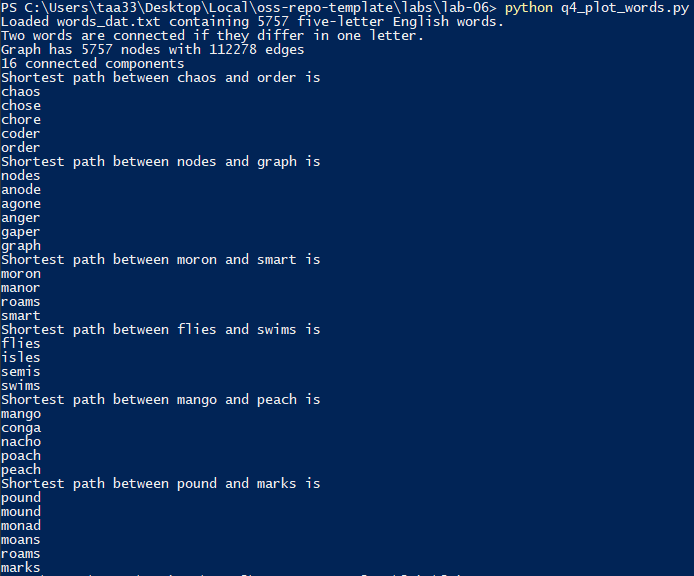 PS C:\Users\taa33\Desktop\Local\oss-repo-template\labs\lab-06> python q4_plot_words.py
Loaded words_dat.txt containing 5757 five-letter English words.
Two words are connected if they differ in one letter.
Graph has 5757 nodes with 112278 edges
16 connected components
Shortest path between chaos and order is
chaos
chose
chore
coder
order
Shortest path between nodes and graph is
nodes
anode
agone
anger
gaper
graph
Shortest path between moron and smart is
moron
manor
roams
smart
Shortest path between flies and swims is
flies
isles
semis
swims
Shortest path between mango and peach is
mango
conga
nacho
poach
peach
Shortest path between pound and marks is
pound
mound
monad
moans
roams
marks